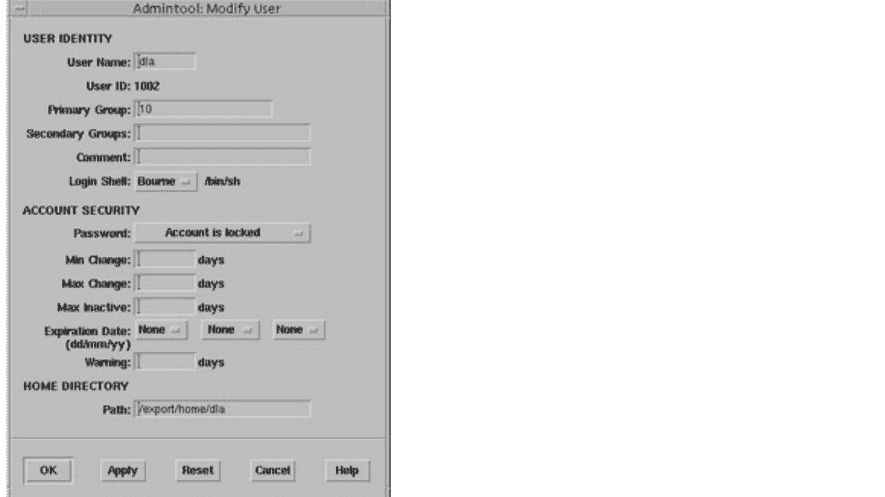 Admintool: Modify User
USER IDENTITY
User Name: dla
User ID: 1002
Primary Group: 10
Secondary Groups:
Comment:
Login Shell: Bourne /bin/sh
ACCOUNT SECURITY
Password: Account is locked
Min Change: days
Max Change: days
Max Inactive: days
Expiration Date: None None None
(dd/mm/yy)
Warning: days
HOME DIRECTORY
Path: /export/home/dla
OK Apply Reset Cancel Help